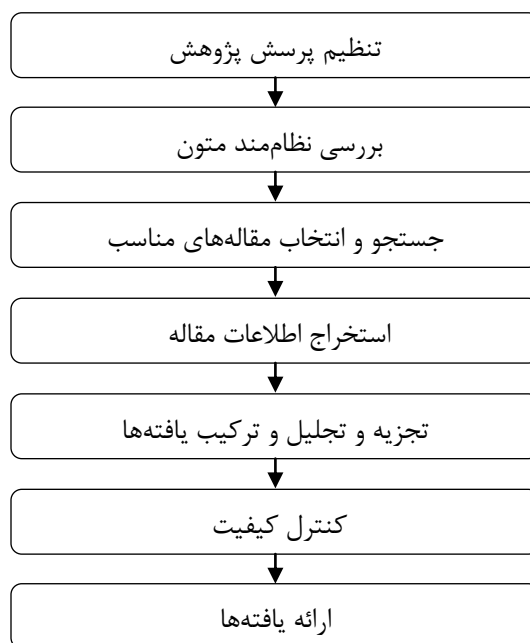 تنظیم پرسش پژوهش
بررسی نظام‌مند متون
جستجو و انتخاب مقاله‌های مناسب
استخراج اطلاعات مقاله
تجزیه و تجلیل و ترکیب یافته‌ها
کنترل کیفیت
ارائه یافته‌ها